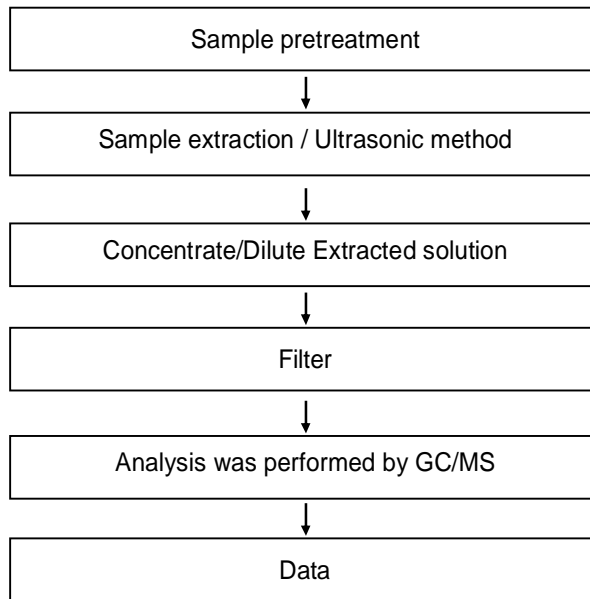 Sample pretreatment
Sample extraction / Ultrasonic method
Concentrate/Dilute Extracted solution
Filter
Analysis was performed by GC/MS
Data